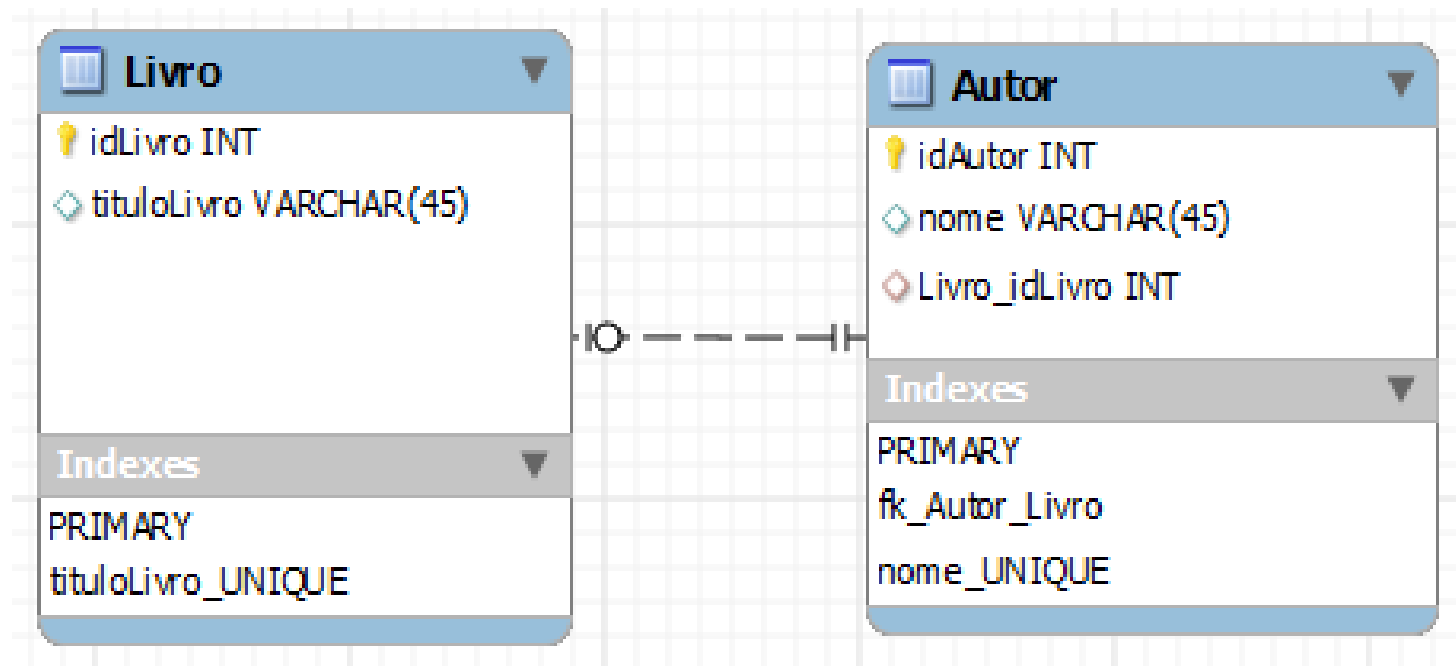 Livro
idLivro INT
tituloLivro VARCHAR(45)
Indexes
PRIMARY
tituloLivro_UNIQUE
Autor
idAutor INT
nome VARCHAR(45)
Livro_idLivro INT
Indexes
PRIMARY
fk_Autor_Livro
nome_UNIQUE